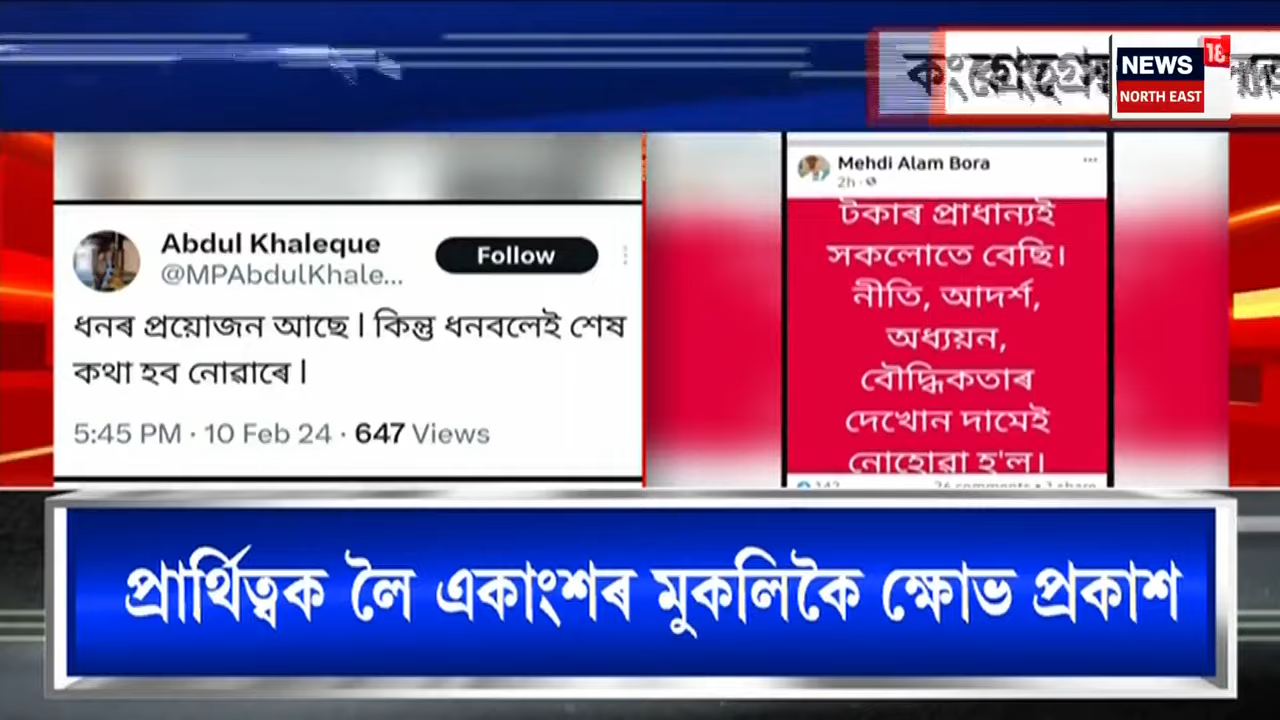 NEWS 18
NORTH EAST
Abdul Khaleque
@MPAbdulKhale...
Follow
ধনৰ প্ৰয়োজন আছে । কিন্তু ধনবলেই শেষ
কথা হব নোৱাৰে ।
5:45 PM · 10 Feb 24 · 647 Views
Mehdi Alam Bora
2h ·
টকাৰ প্ৰাধান্যই
সকলোতে বেছি।
নীতি, আদৰ্শ,
অধ্যয়ন,
বৌদ্ধিকতাৰ
দেখোন দামেই
নোহোৱা হ'ল।
প্ৰাৰ্থিত্বক লৈ একাংশৰ মুকলিকৈ ক্ষোভ প্ৰকাশ